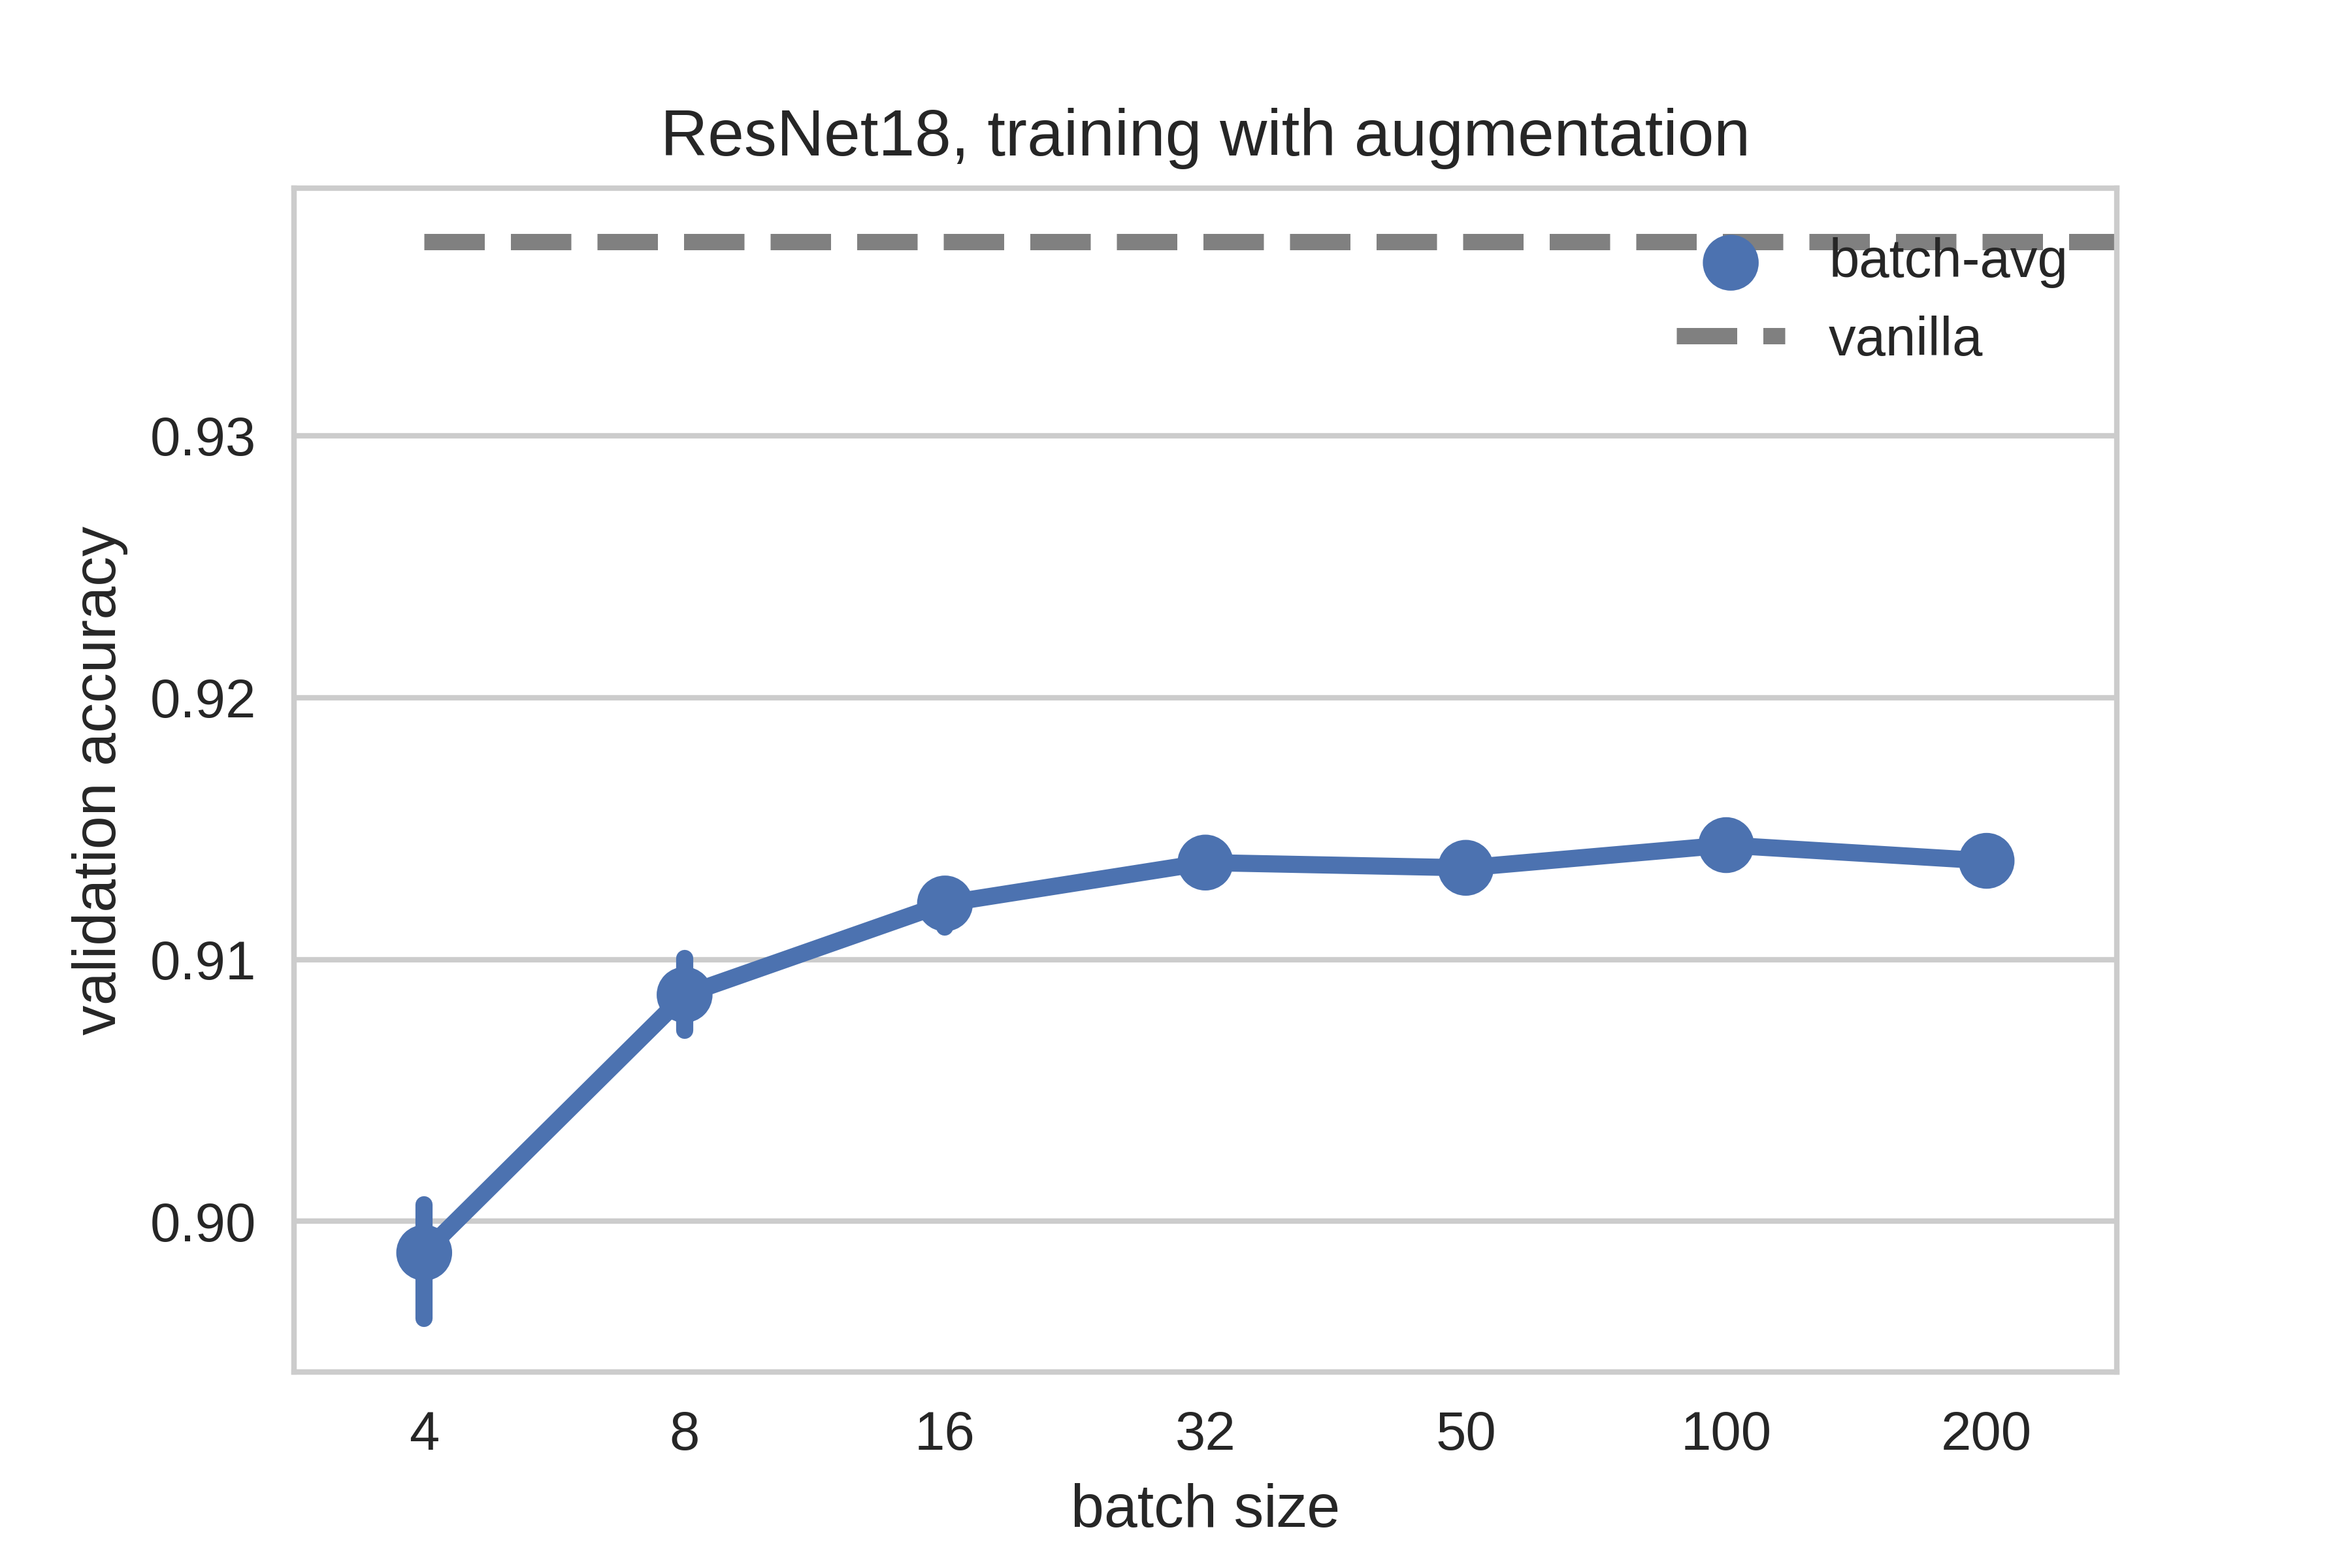 ResNet18, training with augmentation
batch-avg
vanilla
validation accuracy
0.93
0.92
0.91
0.90
4 8 16 32 50 100 200
batch size